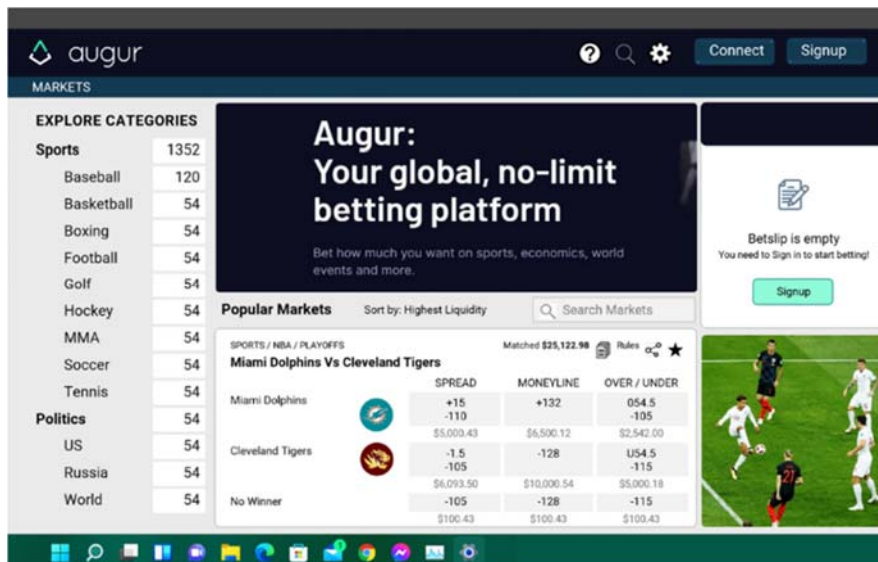 augur
Connect
Signup
MARKETS
EXPLORE CATEGORIES
Sports 1352
Baseball 120
Basketball 54
Boxing 54
Football 54
Golf 54
Hockey 54
MMA 54
Soccer 54
Tennis 54
Politics 54
US 54
Russia 54
World 54
Augur:
Your global, no-limit
betting platform
Bet how much you want on sports, economics, world
events and more.
Popular Markets Sort by: Highest Liquidity Search Markets
SPORTS / NBA / PLAYOFFS Matched $25,122.98 Rules
Miami Dolphins Vs Cleveland Tigers
SPREAD MONEYLINE OVER / UNDER
Miami Dolphins +15 +132 O54.5
-110 -105
$5,003.43 $6,500.12 $2,542.00
Cleveland Tigers -1.5 -128 U54.5
-105 -115
$6,093.50 $10,000.54 $5,000.18
No Winner -105 -128 -115
$100.43 $100.43 $100.43
Betslip is empty
You need to Sign in to start betting!
Signup
21